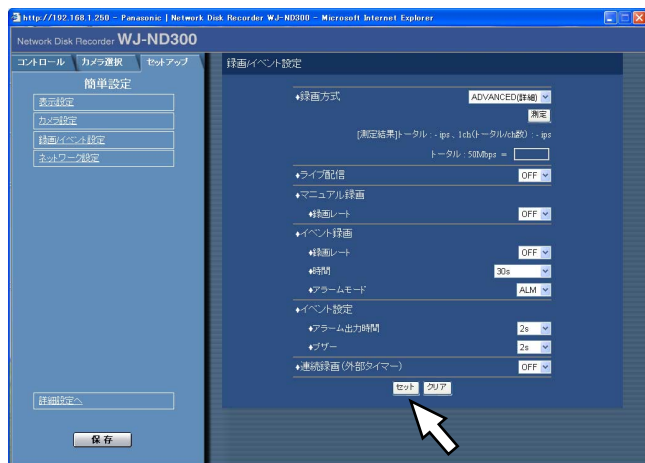 http://192.168.1.250 - Panasonic | Network Disk Recorder WJ-ND300 - Microsoft Internet Explorer
Network Disk Recorder WJ-ND300
コントロール カメラ選択 セットアップ
簡単設定
表示設定
カメラ設定
録画/イベント設定
ネットワーク設定
詳細設定へ
保存
録画/イベント設定
♦録画方式 ADVANCED(詳細)
測定
[測定結果]トータル : - ips、1ch(トータル/ch数) : - ips
トータル : 50Mbps =
♦ライブ配信 OFF
♦マニュアル録画
♦録画レート OFF
♦イベント録画
♦録画レート OFF
♦時間 30s
♦アラームモード ALM
♦イベント設定
♦アラーム出力時間 2s
♦ブザー 2s
♦連続録画(外部タイマー) OFF
セット クリア